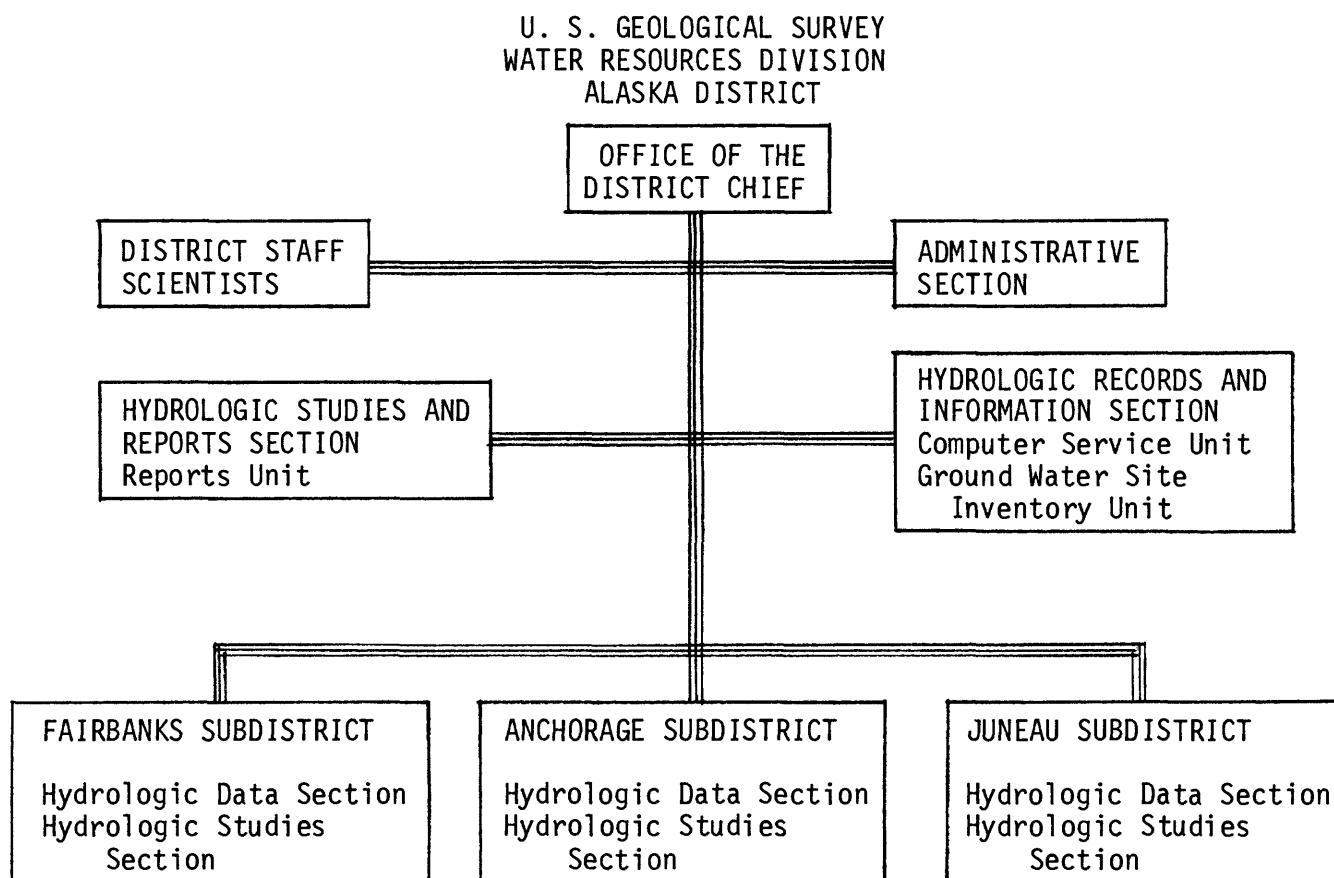 U. S. GEOLOGICAL SURVEY
WATER RESOURCES DIVISION
ALASKA DISTRICT
OFFICE OF THE
DISTRICT CHIEF
DISTRICT STAFF
SCIENTISTS
ADMINISTRATIVE
SECTION
HYDROLOGIC STUDIES AND
REPORTS SECTION
Reports Unit
HYDROLOGIC RECORDS AND
INFORMATION SECTION
Computer Service Unit
Ground Water Site
Inventory Unit
FAIRBANKS SUBDISTRICT
Hydrologic Data Section
Hydrologic Studies
Section
ANCHORAGE SUBDISTRICT
Hydrologic Data Section
Hydrologic Studies
Section
JUNEAU SUBDISTRICT
Hydrologic Data Section
Hydrologic Studies
Section